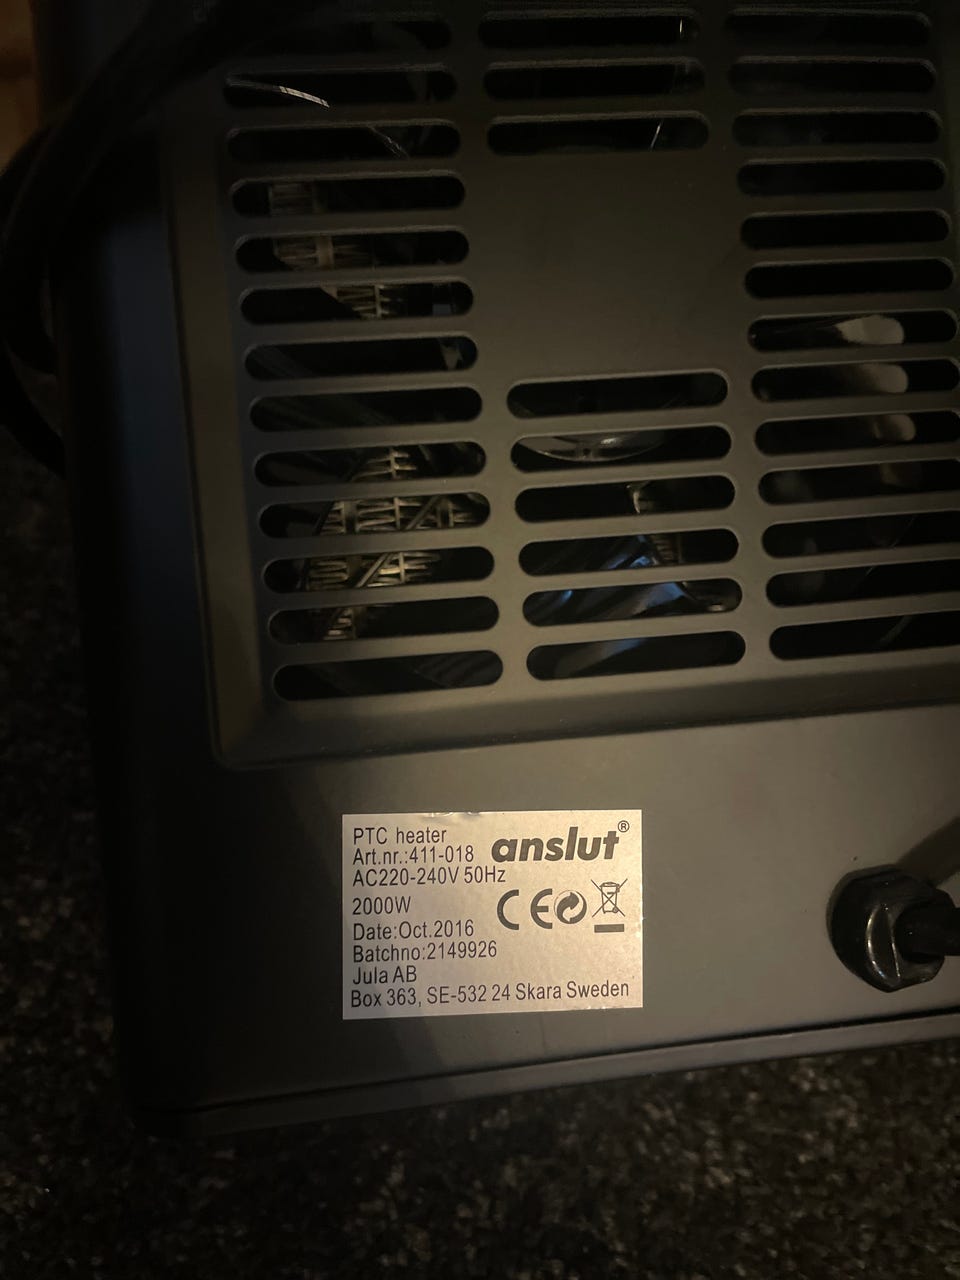 PTC heater
anslut®
Art.nr.:411-018
AC220-240V 50Hz
2000W
CE
Date:Oct.2016
Batchno:2149926
Jula AB
Box 363, SE-532 24 Skara Sweden